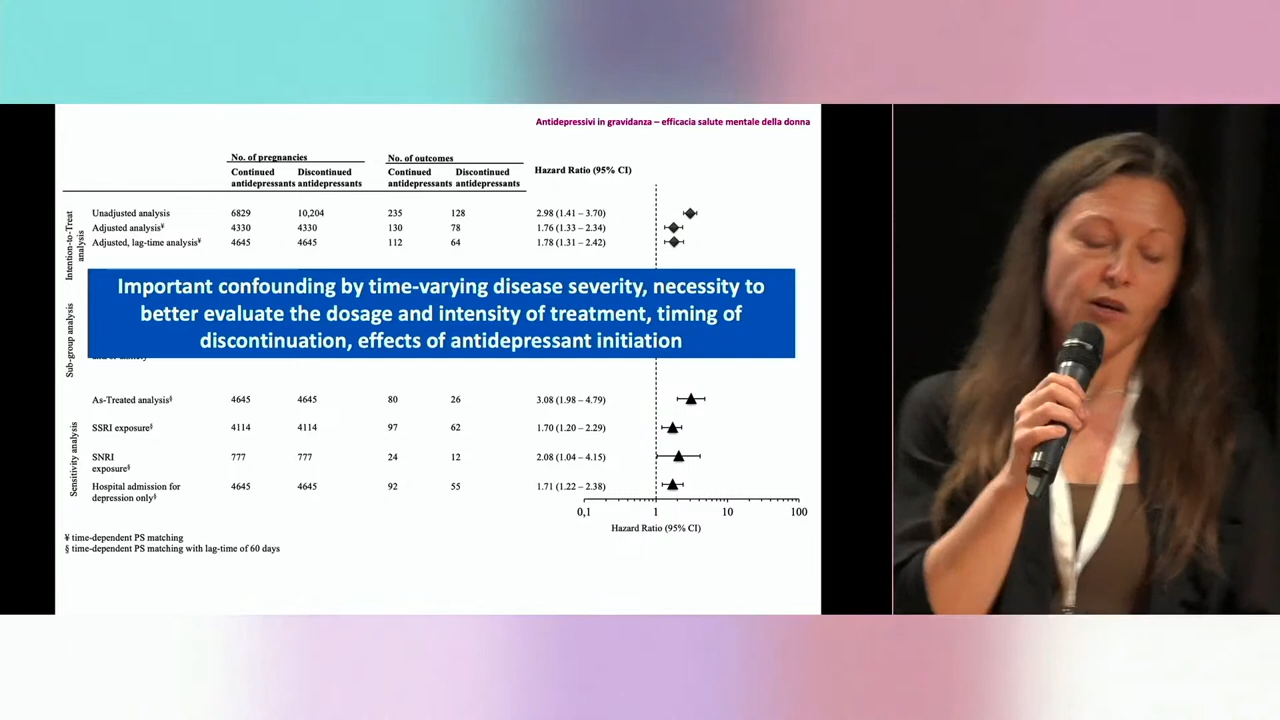 Antidepressivi in gravidanza – efficacia salute mentale della donna
No. of pregnancies No. of outcomes Hazard Ratio (95% CI)
Continued Discontinued Continued Discontinued
antidepressants antidepressants antidepressants antidepressants
Intention-to-Treat
analysis
Unadjusted analysis 6829 10,204 235 128 2.98 (1.41 – 3.70)
Adjusted analysis¥ 4330 4330 130 78 1.76 (1.33 – 2.34)
Adjusted, lag-time analysis¥ 4645 4645 112 64 1.78 (1.31 – 2.42)
Important confounding by time-varying disease severity, necessity to
better evaluate the dosage and intensity of treatment, timing of
discontinuation, effects of antidepressant initiation
Sub-group analysis
As-Treated analysis§ 4645 4645 80 26 3.08 (1.98 – 4.79)
Sensitivity analysis
SSRI exposure§ 4114 4114 97 62 1.70 (1.20 – 2.29)
SNRI 777 777 24 12 2.08 (1.04 – 4.15)
exposure§
Hospital admission for 4645 4645 92 55 1.71 (1.22 – 2.38)
depression only§
0,1 1 10 100
Hazard Ratio (95% CI)
¥ time-dependent PS matching
§ time-dependent PS matching with lag-time of 60 days